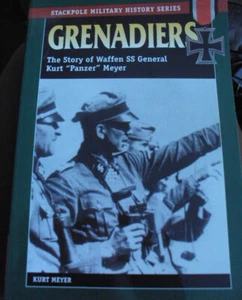 STACKPOLE MILITARY HISTORY SERIES
GRENADIERS
The Story of Waffen SS General
Kurt "Panzer" Meyer
KURT MEYER